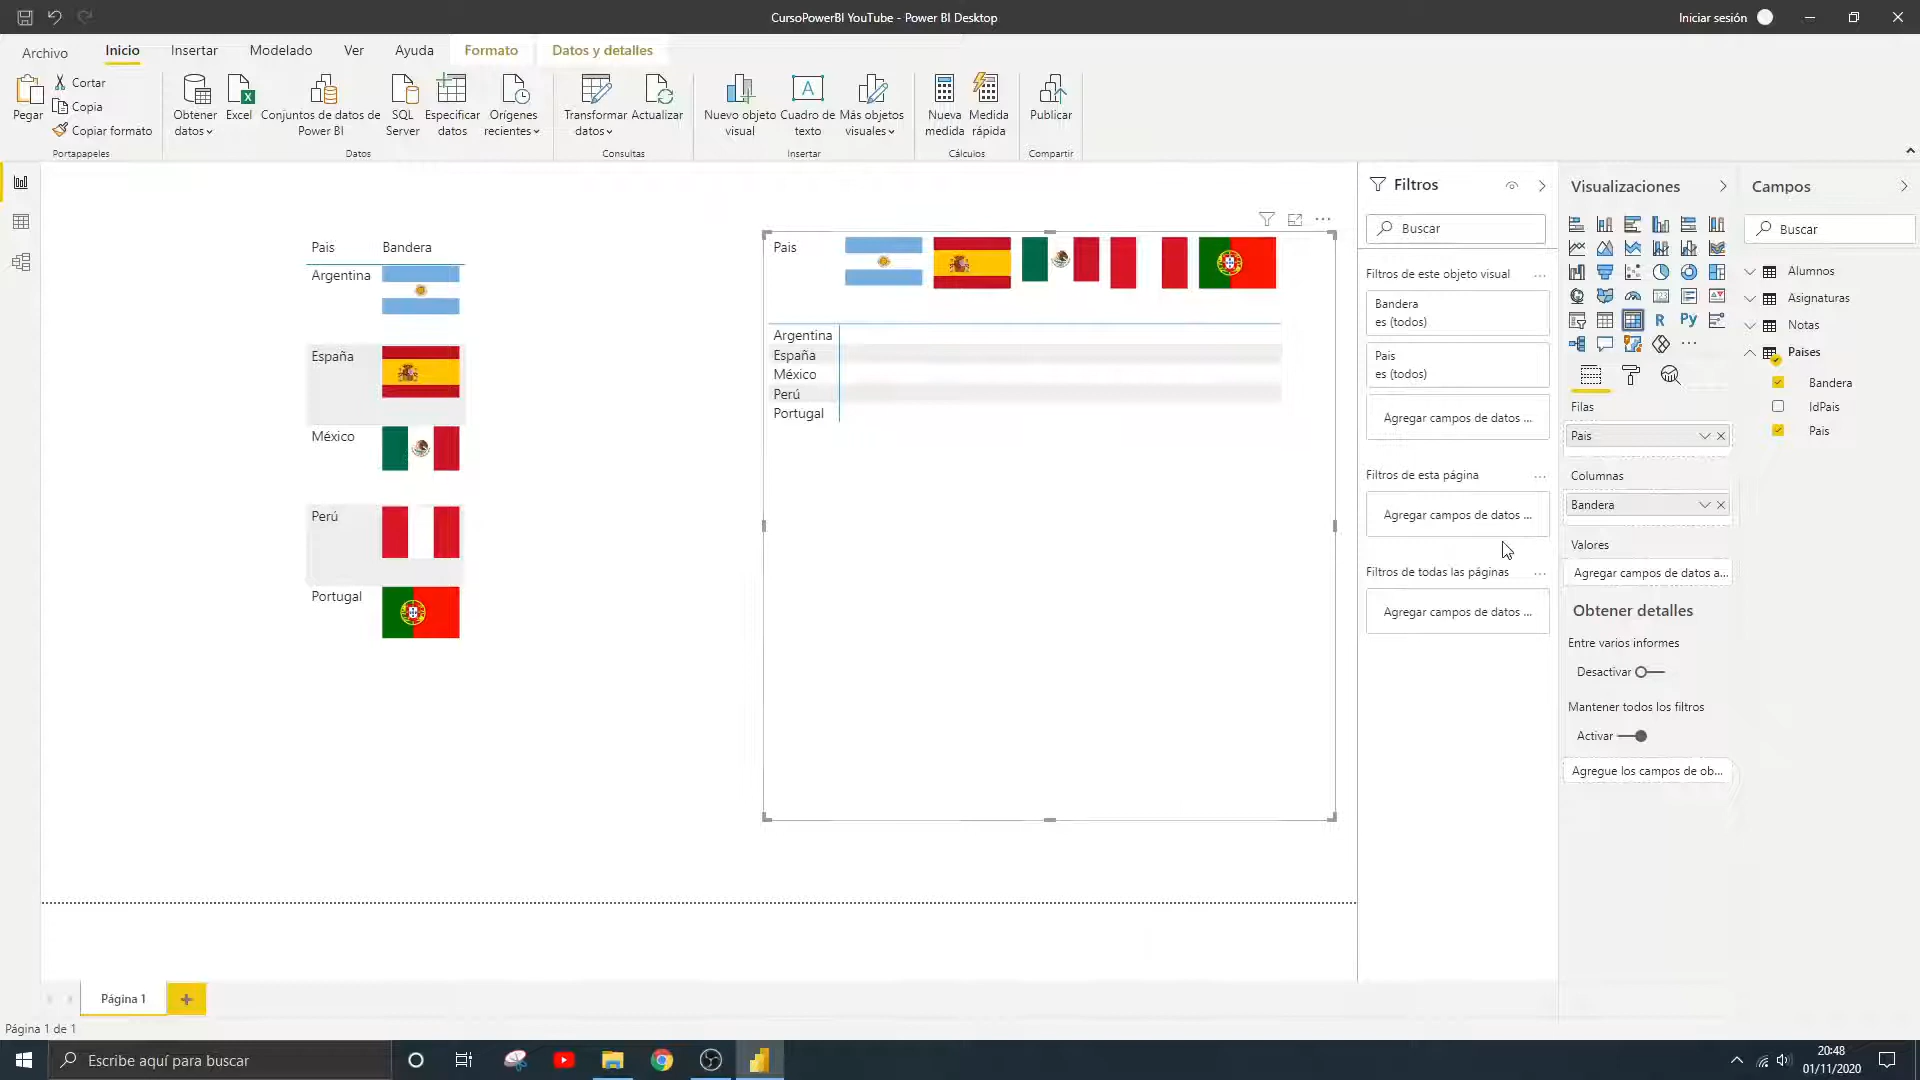 CursoPowerBI YouTube - Power BI Desktop
Iniciar sesión
Archivo
Inicio
Insertar
Modelado
Ver
Ayuda
Formato
Datos y detalles
Pegar
Cortar
Copia
Copiar formato
Portapapeles
Obtener
datos
Excel
Conjuntos de datos de
Power BI
SQL
Server
Especificar
datos
Orígenes
recientes
Datos
Transformar
datos
Actualizar
Consultas
Nuevo objeto
visual
Cuadro de
texto
Más objetos
visuales
Insertar
Nueva
medida
Medida
rápida
Cálculos
Publicar
Compartir
Pais Bandera
Argentina
España
México
Perú
Portugal
Pais
Argentina
España
México
Perú
Portugal
Filtros
Buscar
Filtros de este objeto visual
Bandera
es (todos)
Pais
es (todos)
Agregar campos de datos ...
Filtros de esta página
Agregar campos de datos ...
Filtros de todas las páginas
Agregar campos de datos ...
Visualizaciones
R
Py
Filas
Pais
Columnas
Bandera
Valores
Agregar campos de datos a...
Obtener detalles
Entre varios informes
Desactivar
Mantener todos los filtros
Activar
Agregue los campos de ob...
Campos
Buscar
Alumnos
Asignaturas
Notas
Paises
Bandera
IdPais
Pais
Página 1
Página 1 de 1
Escribe aquí para buscar
20:48
01/11/2020